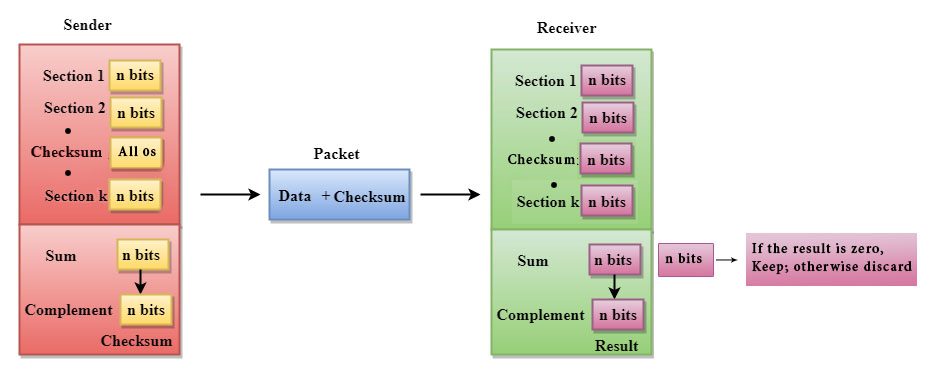 Sender
Section 1 n bits
Section 2 n bits
Checksum All os
Section k n bits
Sum n bits
Complement n bits
Checksum
Packet
Data + Checksum
Receiver
Section 1 n bits
Section 2 n bits
Checksum: n bits
Section k n bits
Sum n bits
Complement n bits
Result
n bits
If the result is zero,
Keep; otherwise discard